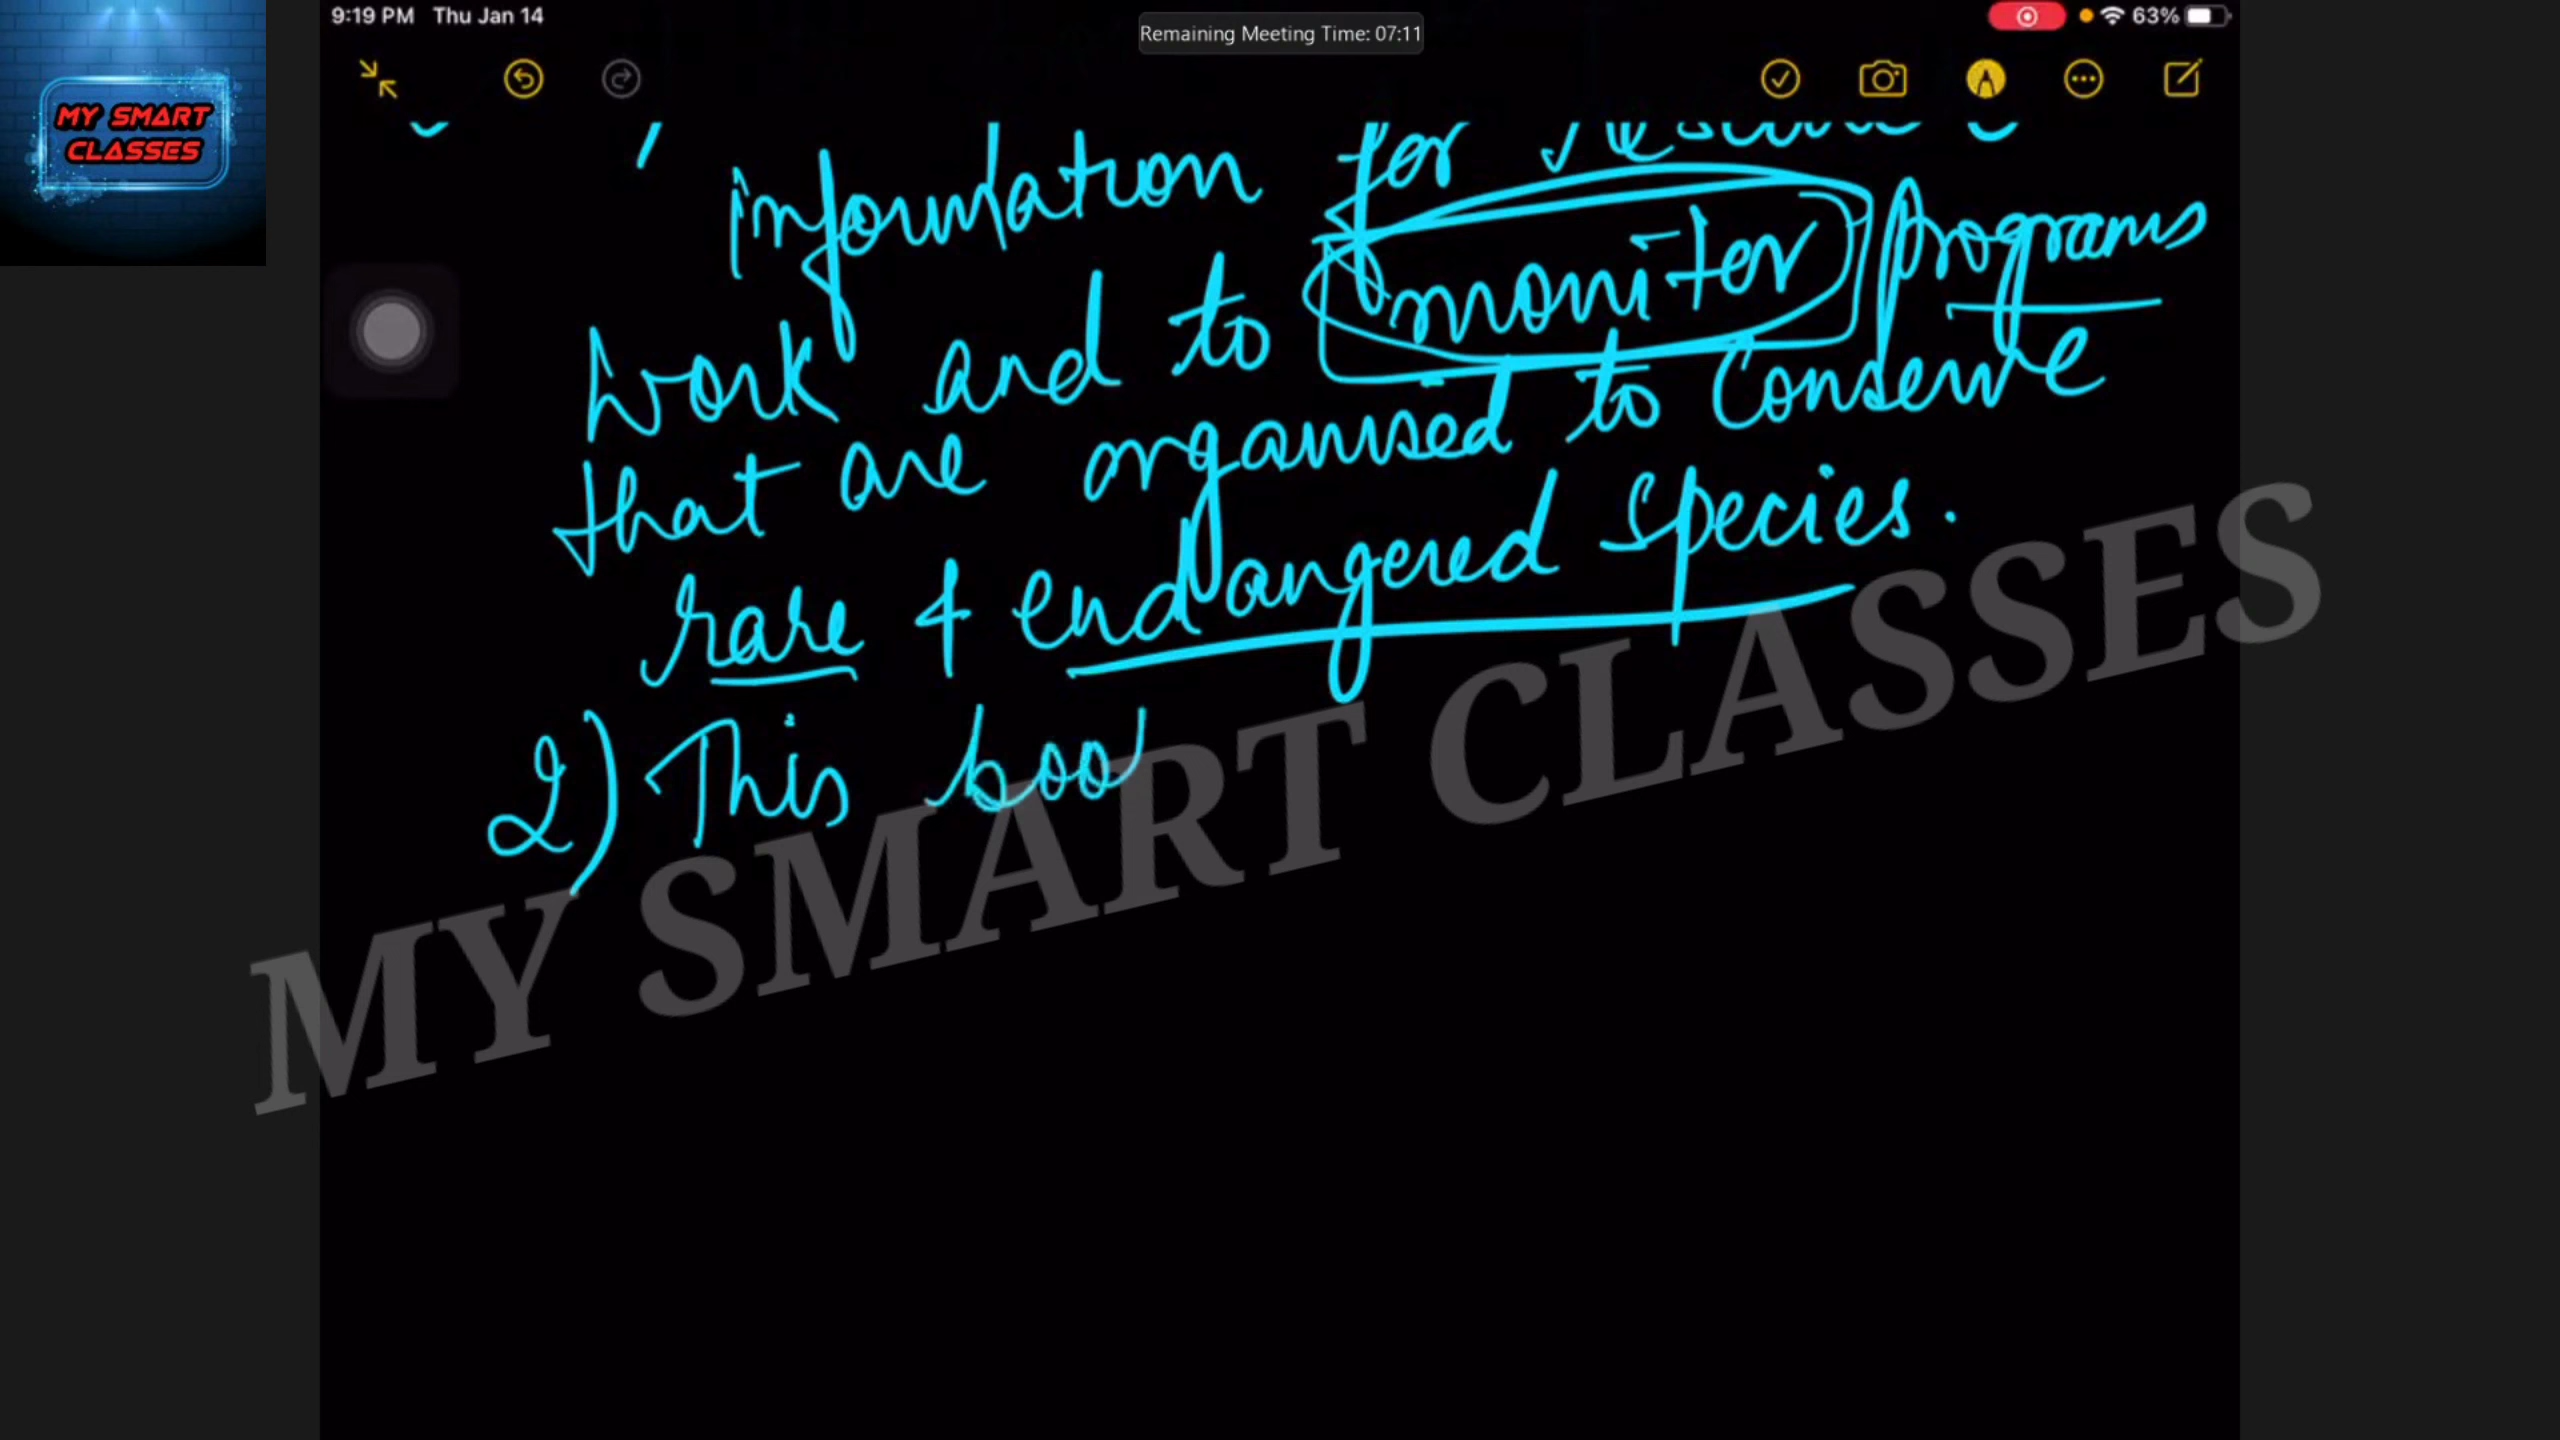 9:19 PM Thu Jan 14
Remaining Meeting Time: 07:11
63%
MY SMART
CLASSES
information for
work and to monitor programs
that are organised to conserve
rare & endangered species.
2) This boo
MY SMART CLASSES